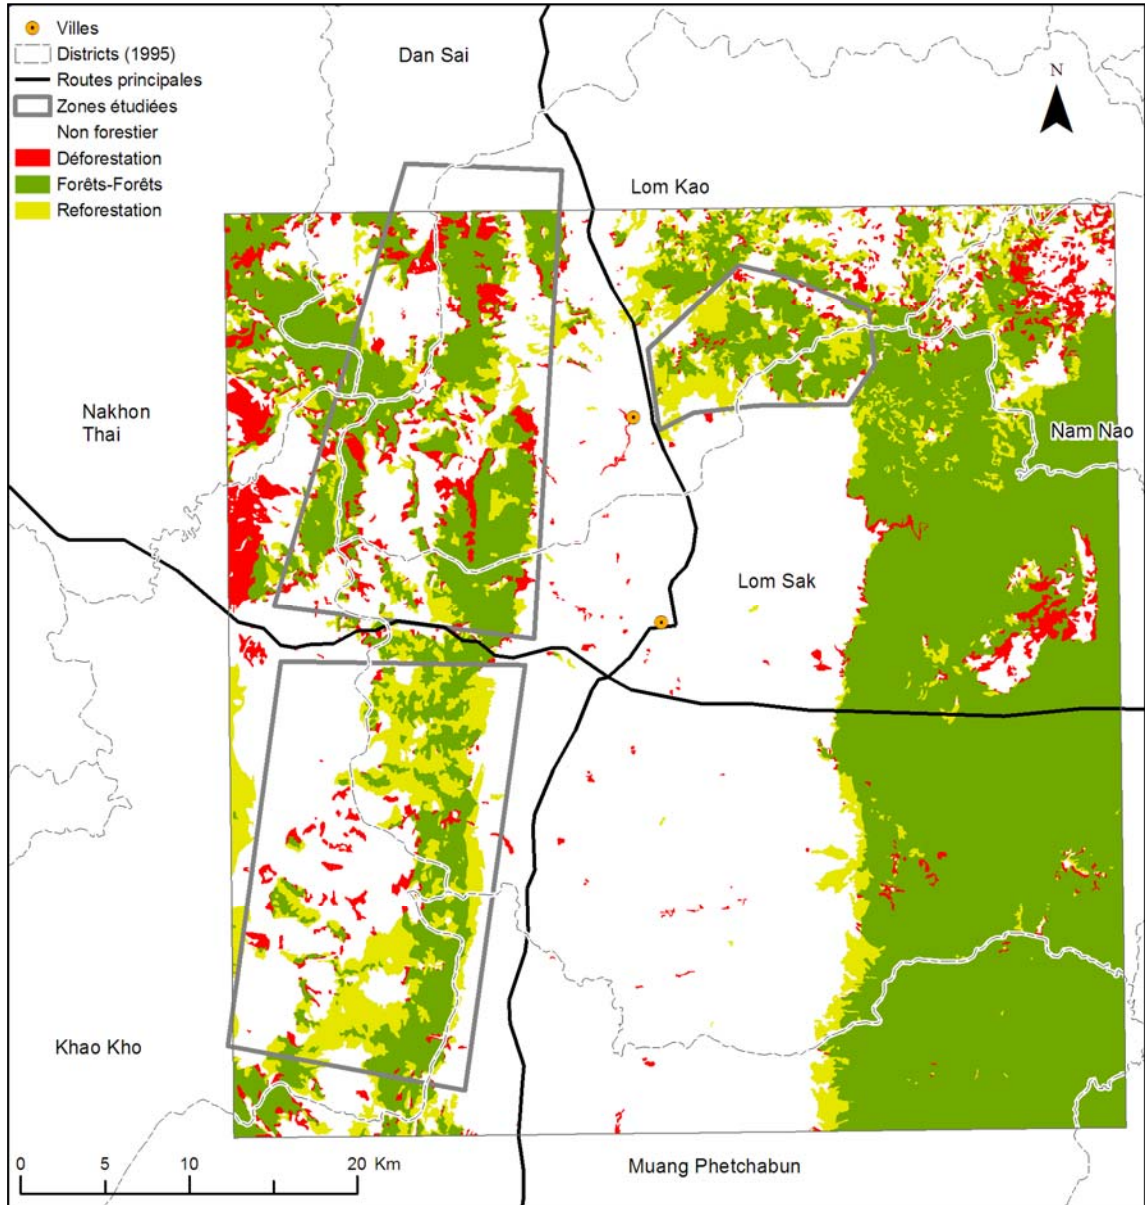 Villes
Districts (1995)
Routes principales
Zones étudiées
Non forestier
Déforestation
Forêts-Forêts
Reforestation
Dan Sai
N
Lom Kao
Nakhon
Thai
Nam Nao
Lom Sak
Khao Kho
Muang Phetchabun
0 5 10 20 Km